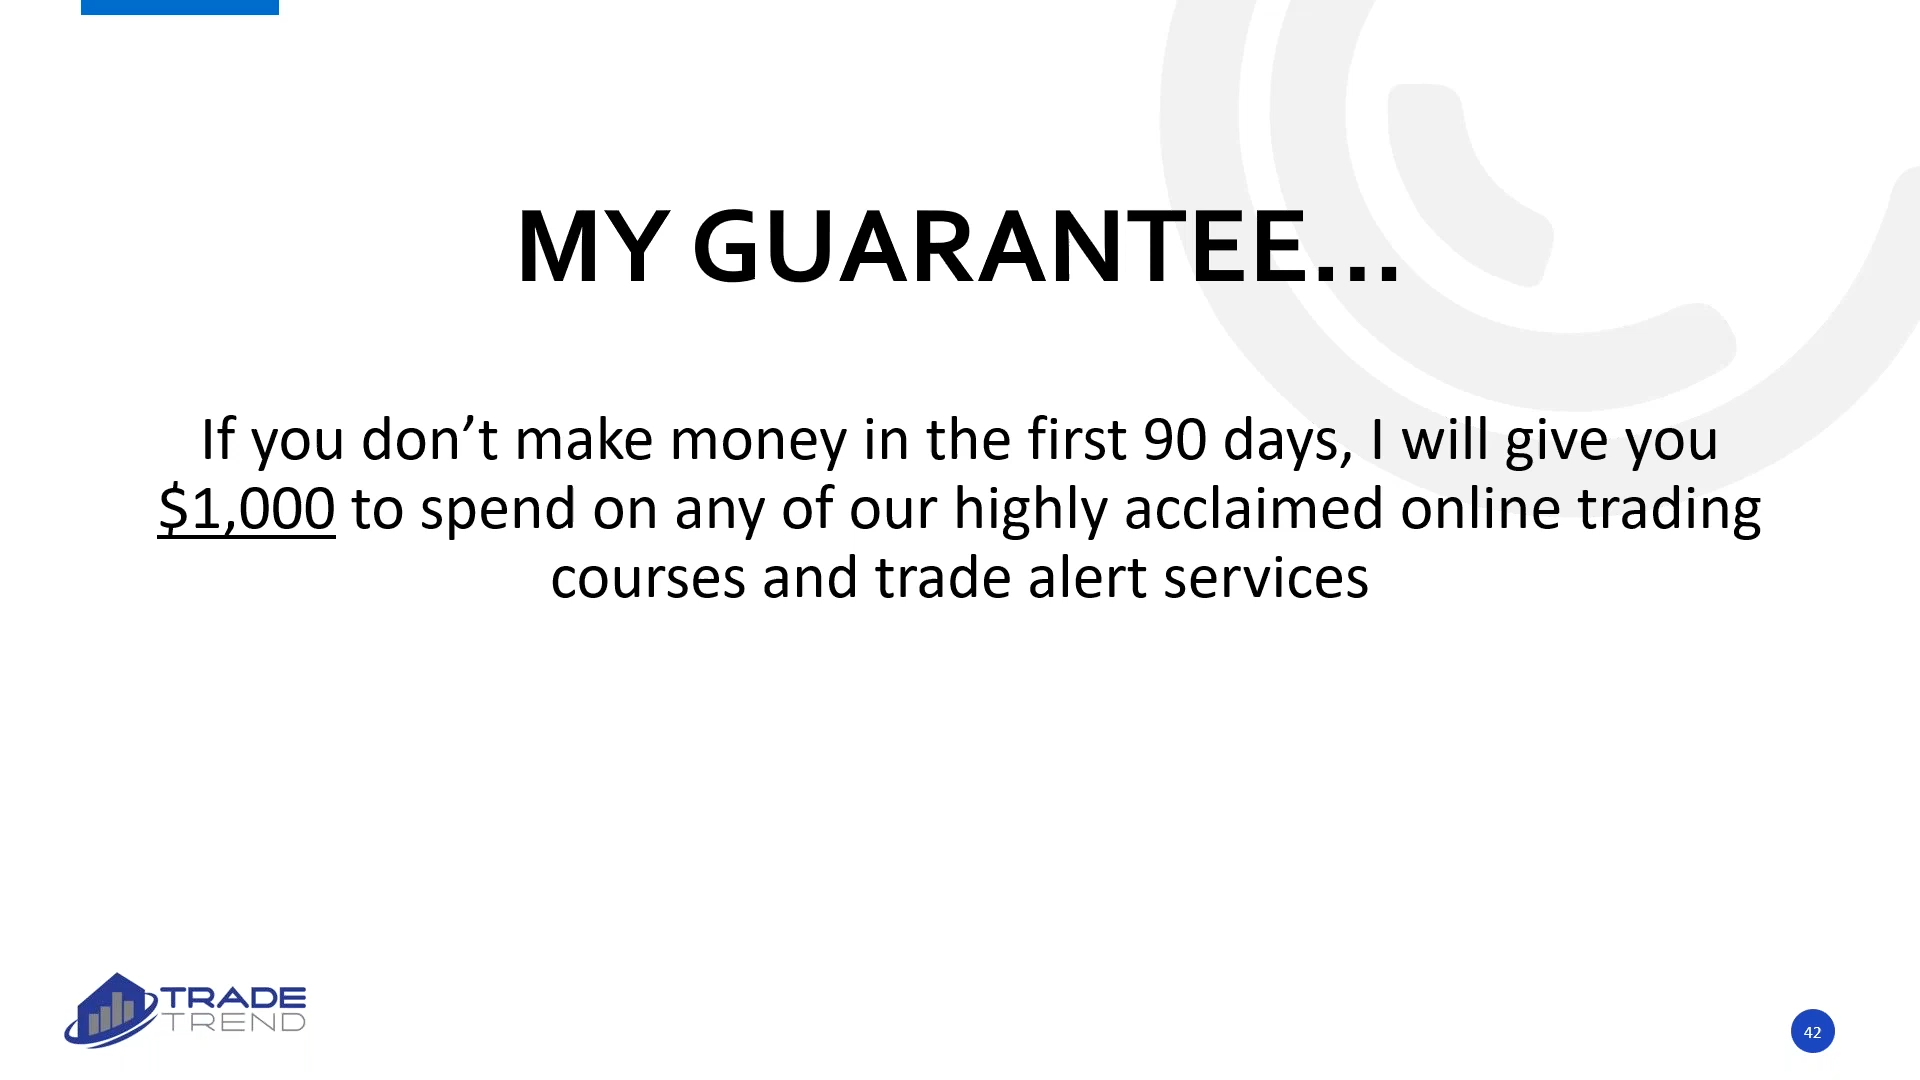 MY GUARANTEE...
If you don’t make money in the first 90 days, I will give you
$1,000 to spend on any of our highly acclaimed online trading
courses and trade alert services
TRADE
TREND
42